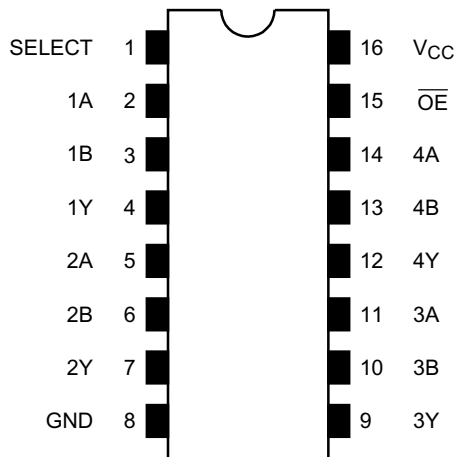 SELECT 1 16 VCC
1A 2 15 O̅E̅
1B 3 14 4A
1Y 4 13 4B
2A 5 12 4Y
2B 6 11 3A
2Y 7 10 3B
GND 8 9 3Y